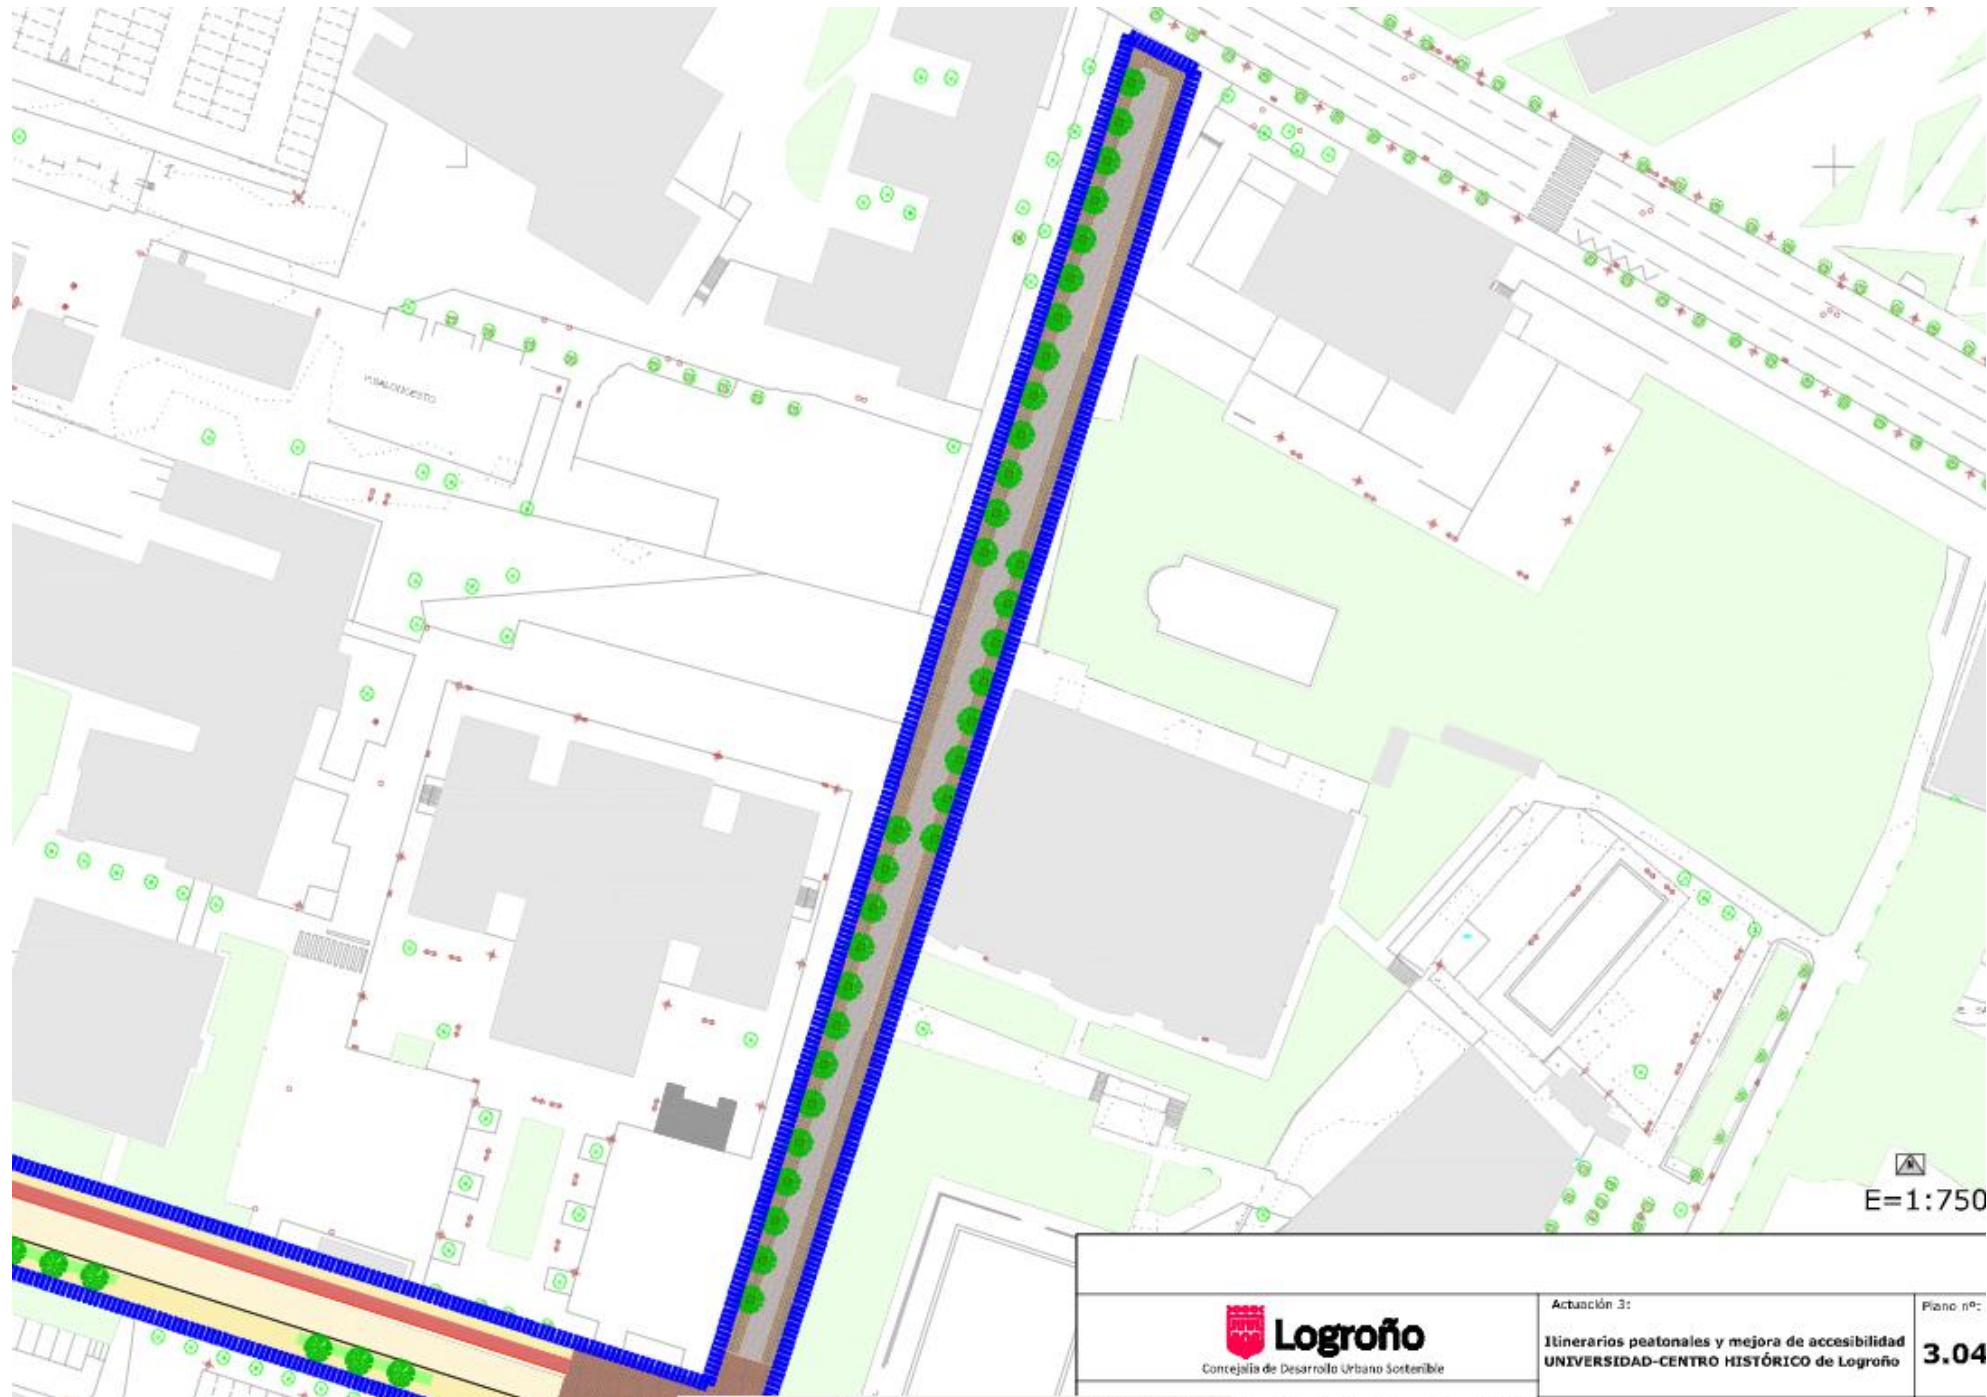 E=1:750
Logroño
Concejalía de Desarrollo Urbano Sostenible
Actuación 3:
Itinerarios peatonales y mejora de accesibilidad
UNIVERSIDAD-CENTRO HISTÓRICO de Logroño
Plano nº:
3.04